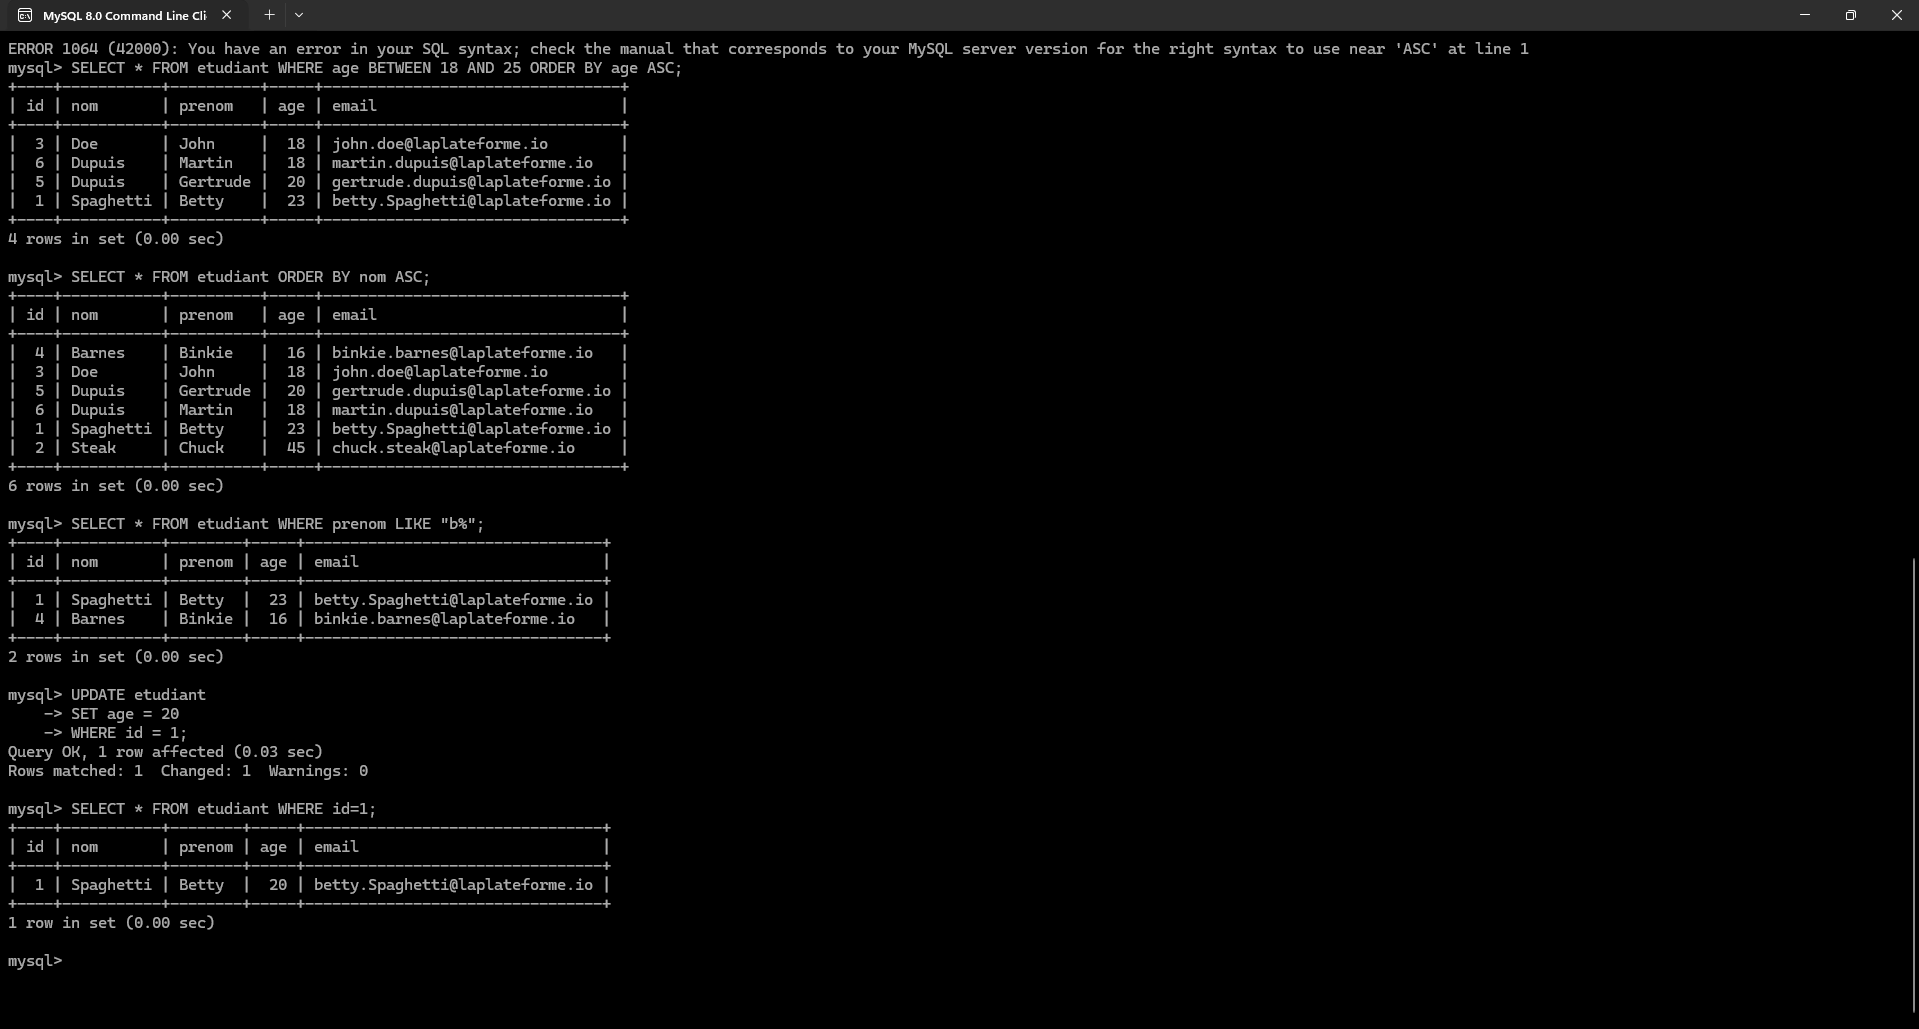 MySQL 8.0 Command Line Cli
ERROR 1064 (42000): You have an error in your SQL syntax; check the manual that corresponds to your MySQL server version for the right syntax to use near 'ASC' at line 1
mysql> SELECT * FROM etudiant WHERE age BETWEEN 18 AND 25 ORDER BY age ASC;
+----+-----------+----------+-----+---------------------------------+
| id | nom       | prenom   | age | email                           |
+----+-----------+----------+-----+---------------------------------+
|  3 | Doe       | John     |  18 | john.doe@laplateforme.io        |
|  6 | Dupuis    | Martin   |  18 | martin.dupuis@laplateforme.io   |
|  5 | Dupuis    | Gertrude |  20 | gertrude.dupuis@laplateforme.io |
|  1 | Spaghetti | Betty    |  23 | betty.Spaghetti@laplateforme.io |
+----+-----------+----------+-----+---------------------------------+
4 rows in set (0.00 sec)
mysql> SELECT * FROM etudiant ORDER BY nom ASC;
+----+-----------+----------+-----+---------------------------------+
| id | nom       | prenom   | age | email                           |
+----+-----------+----------+-----+---------------------------------+
|  4 | Barnes    | Binkie   |  16 | binkie.barnes@laplateforme.io   |
|  3 | Doe       | John     |  18 | john.doe@laplateforme.io        |
|  5 | Dupuis    | Gertrude |  20 | gertrude.dupuis@laplateforme.io |
|  6 | Dupuis    | Martin   |  18 | martin.dupuis@laplateforme.io   |
|  1 | Spaghetti | Betty    |  23 | betty.Spaghetti@laplateforme.io |
|  2 | Steak     | Chuck    |  45 | chuck.steak@laplateforme.io     |
+----+-----------+----------+-----+---------------------------------+
6 rows in set (0.00 sec)
mysql> SELECT * FROM etudiant WHERE prenom LIKE "b%";
+----+-----------+--------+-----+---------------------------------+
| id | nom       | prenom | age | email                           |
+----+-----------+--------+-----+---------------------------------+
|  1 | Spaghetti | Betty  |  23 | betty.Spaghetti@laplateforme.io |
|  4 | Barnes    | Binkie |  16 | binkie.barnes@laplateforme.io   |
+----+-----------+--------+-----+---------------------------------+
2 rows in set (0.00 sec)
mysql> UPDATE etudiant
    -> SET age = 20
    -> WHERE id = 1;
Query OK, 1 row affected (0.03 sec)
Rows matched: 1  Changed: 1  Warnings: 0
mysql> SELECT * FROM etudiant WHERE id=1;
+----+-----------+--------+-----+---------------------------------+
| id | nom       | prenom | age | email                           |
+----+-----------+--------+-----+---------------------------------+
|  1 | Spaghetti | Betty  |  20 | betty.Spaghetti@laplateforme.io |
+----+-----------+--------+-----+---------------------------------+
1 row in set (0.00 sec)
mysql>